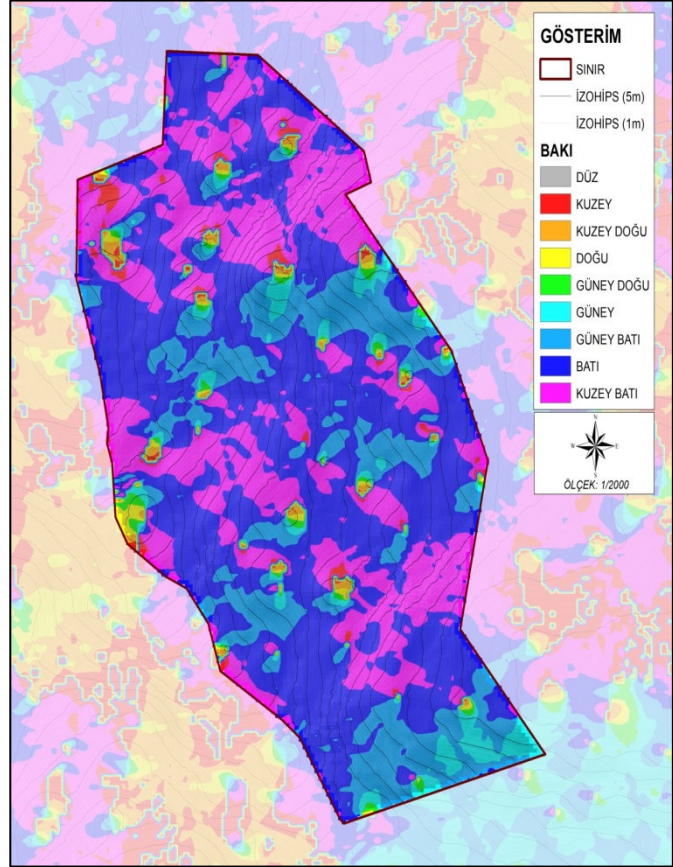 GÖSTERİM
SINIR
İZOHİPS (5m)
İZOHİPS (1m)
BAKI
DÜZ
KUZEY
KUZEY DOĞU
DOĞU
GÜNEY DOĞU
GÜNEY
GÜNEY BATI
BATI
KUZEY BATI
N
W E
S
ÖLÇEK: 1/2000